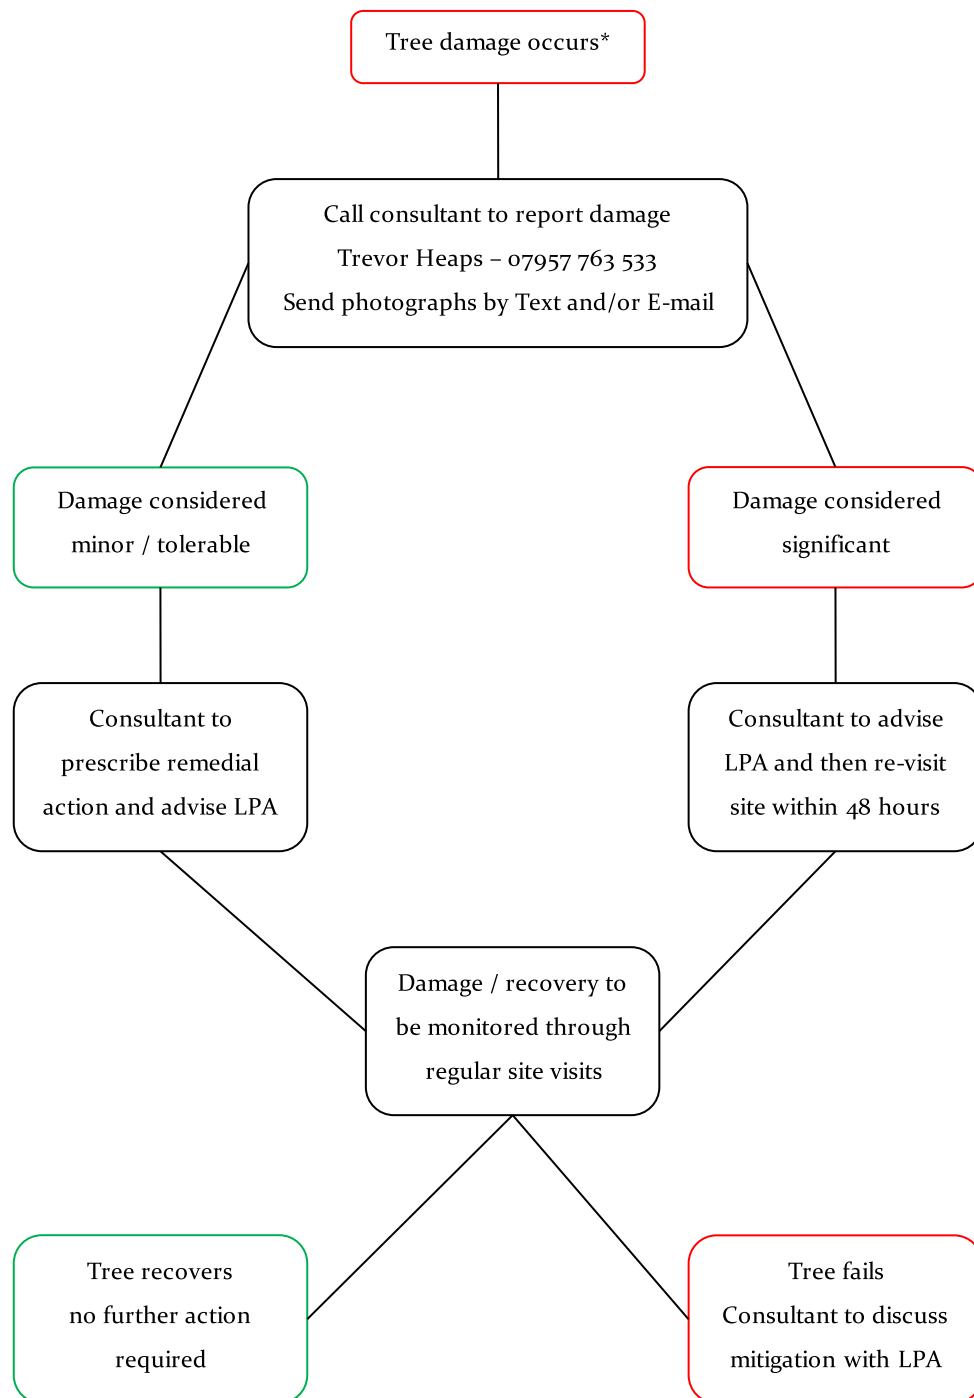 Tree damage occurs*
Call consultant to report damage
Trevor Heaps – 07957 763 533
Send photographs by Text and/or E-mail
Damage considered
minor / tolerable
Damage considered
significant
Consultant to
prescribe remedial
action and advise LPA
Consultant to advise
LPA and then re-visit
site within 48 hours
Damage / recovery to
be monitored through
regular site visits
Tree recovers
no further action
required
Tree fails
Consultant to discuss
mitigation with LPA